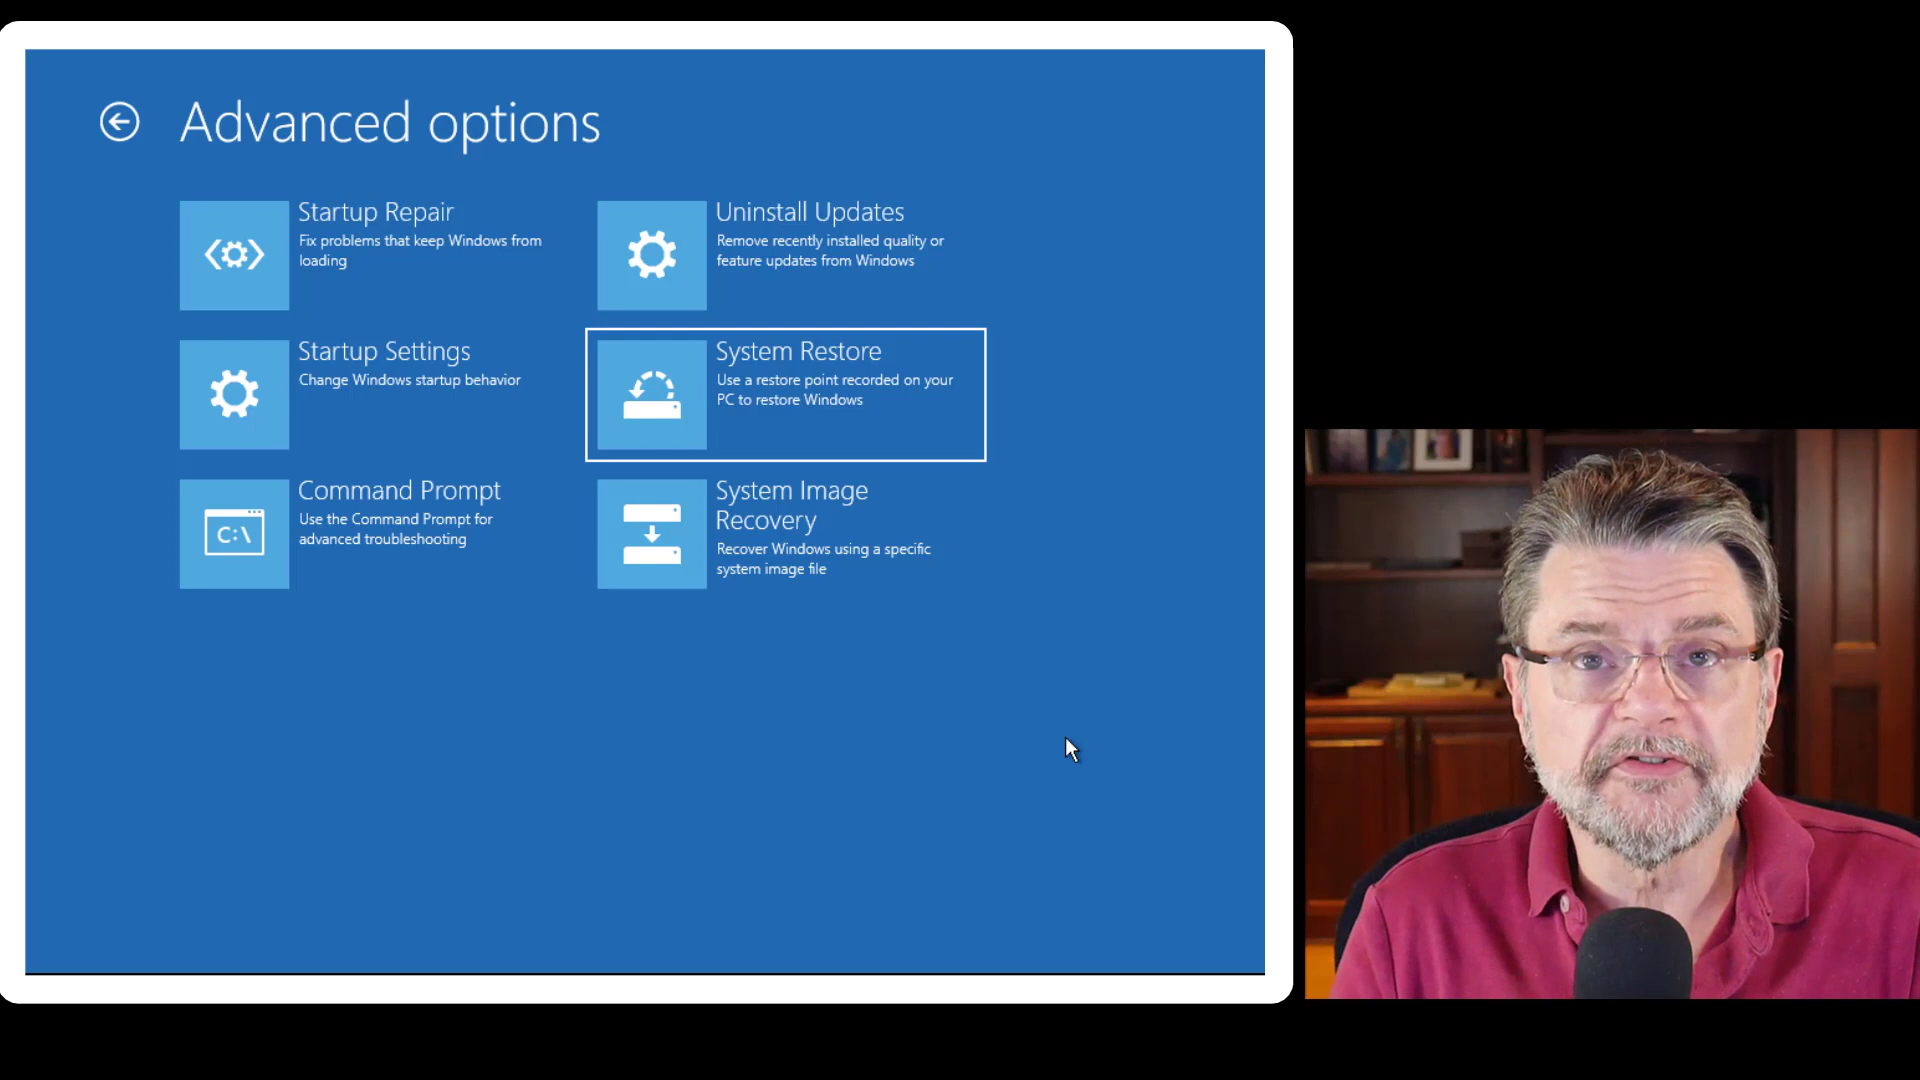 Advanced options
Startup Repair
Fix problems that keep Windows from
loading
Uninstall Updates
Remove recently installed quality or
feature updates from Windows
Startup Settings
Change Windows startup behavior
System Restore
Use a restore point recorded on your
PC to restore Windows
Command Prompt
Use the Command Prompt for
advanced troubleshooting
C:\
System Image
Recovery
Recover Windows using a specific
system image file